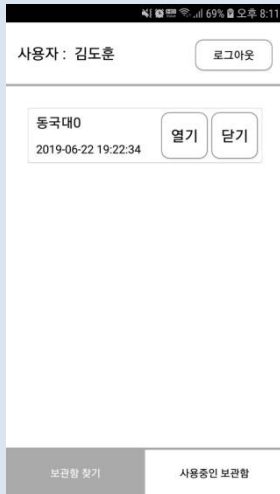 69% 오후 8:11
사용자 : 김도훈
로그아웃
동국대0
2019-06-22 19:22:34
열기
닫기
보관함 찾기
사용중인 보관함